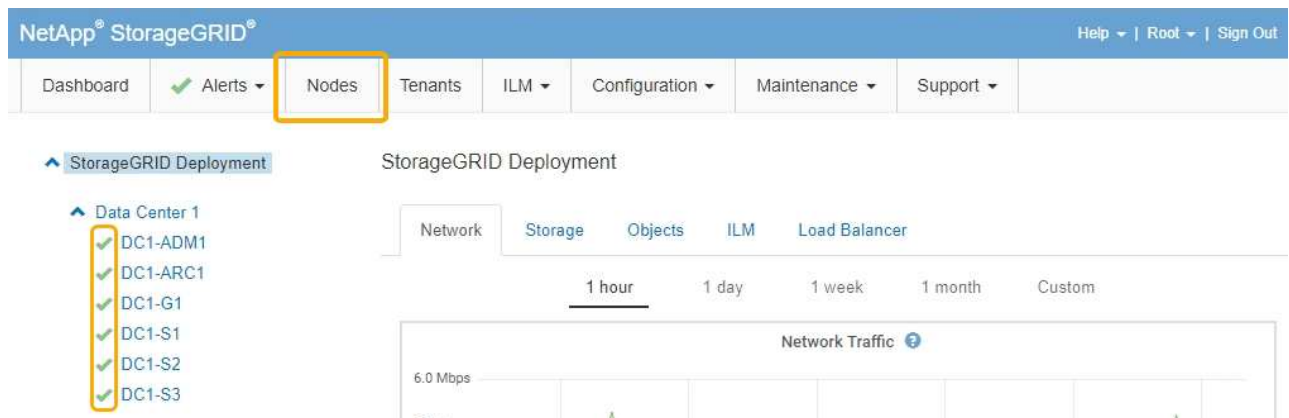 NetApp® StorageGRID®
Help | Root | Sign Out
Dashboard Alerts Nodes Tenants ILM Configuration Maintenance Support
StorageGRID Deployment
StorageGRID Deployment
Data Center 1
DC1-ADM1
DC1-ARC1
DC1-G1
DC1-S1
DC1-S2
DC1-S3
Network Storage Objects ILM Load Balancer
1 hour 1 day 1 week 1 month Custom
Network Traffic ?
6.0 Mbps